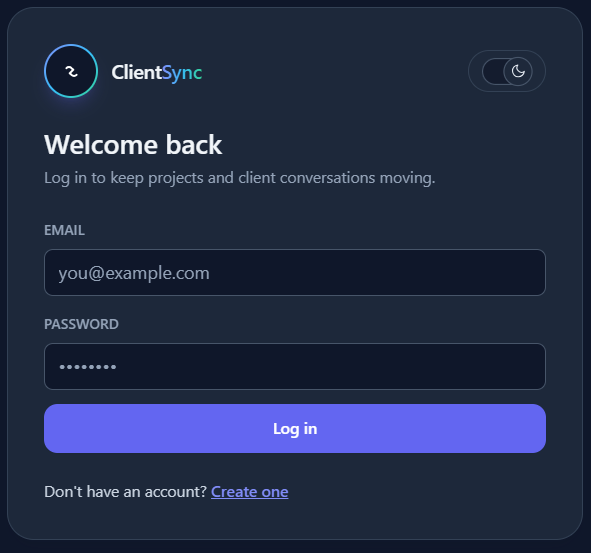 ClientSync
Welcome back
Log in to keep projects and client conversations moving.
EMAIL
you@example.com
PASSWORD
••••••••
Log in
Don't have an account? Create one